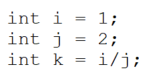 int i = 1;
int j = 2;
int k = i/j;